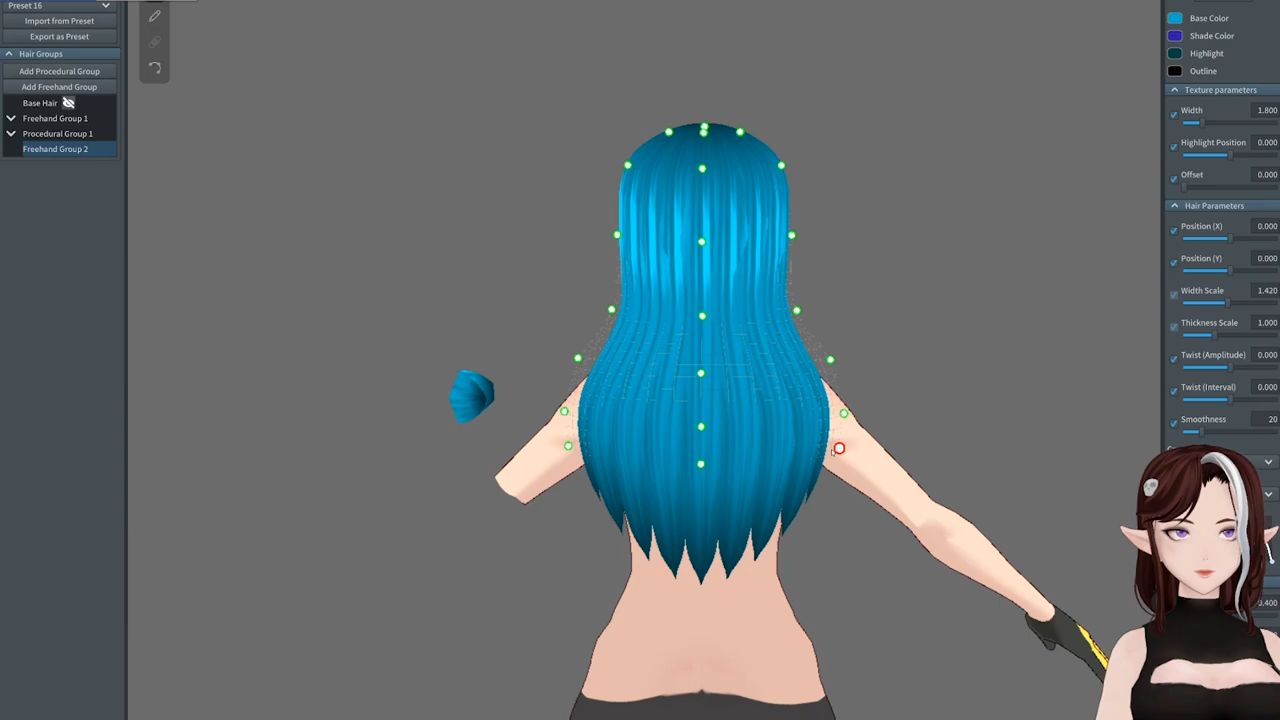 Preset 16
Import from Preset
Export as Preset
Hair Groups
Add Procedural Group
Add Freehand Group
Base Hair
Freehand Group 1
Procedural Group 1
Freehand Group 2
Base Color
Shade Color
Highlight
Outline
Texture parameters
Width 1.800
Highlight Position 0.000
Offset 0.000
Hair Parameters
Position (X) 0.000
Position (Y) 0.000
Width Scale 1.420
Thickness Scale 1.000
Twist (Amplitude) 0.000
Twist (Interval) 0.000
Smoothness 20
0.400